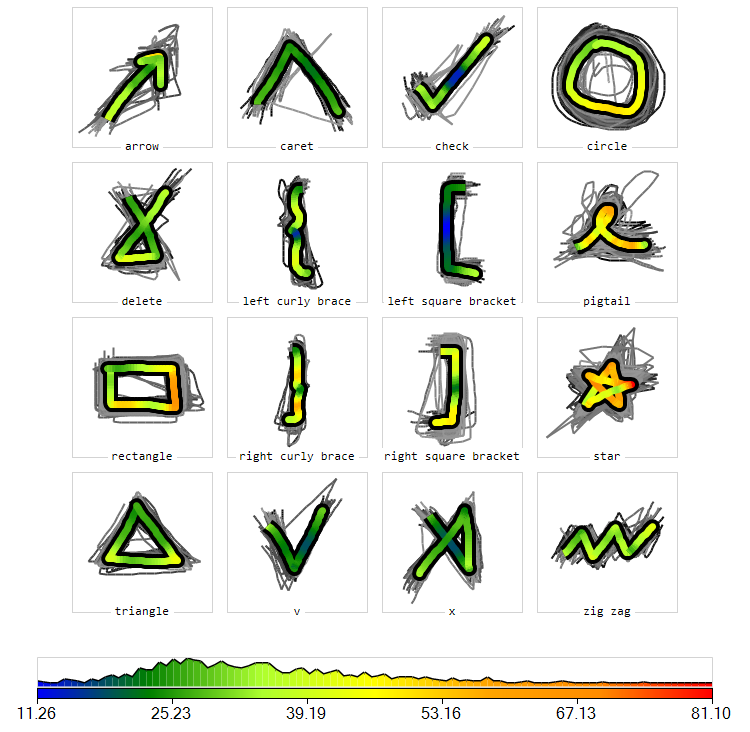 arrow caret check circle
delete left curly brace left square bracket pigtail
rectangle right curly brace right square bracket star
triangle v x zig zag
11.26 25.23 39.19 53.16 67.13 81.10